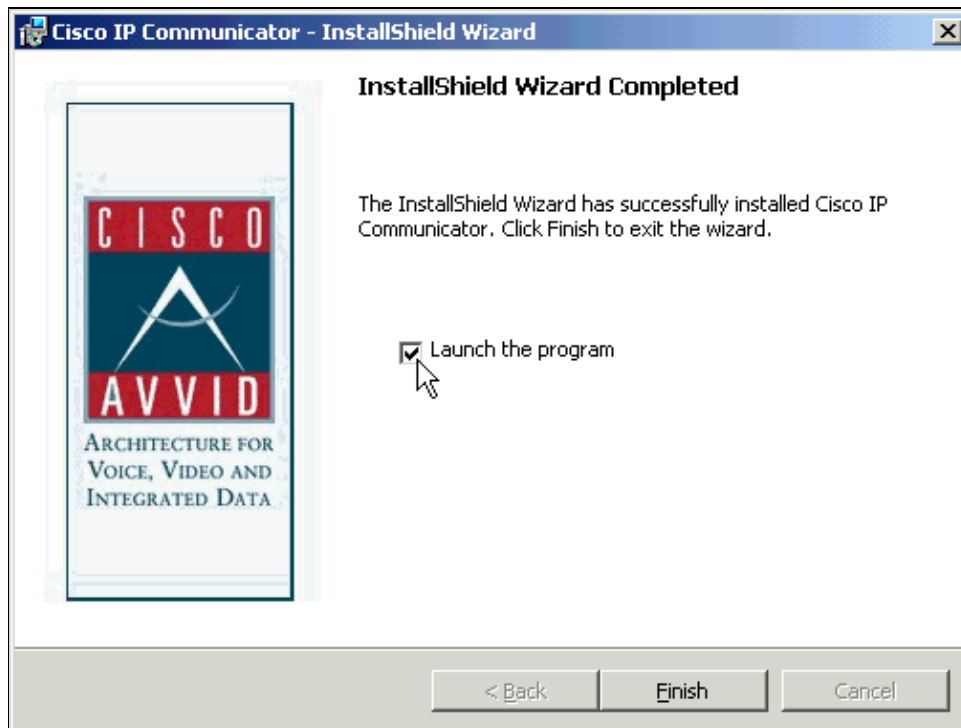 Cisco IP Communicator - InstallShield Wizard
InstallShield Wizard Completed
The InstallShield Wizard has successfully installed Cisco IP
Communicator. Click Finish to exit the wizard.
Launch the program
CISCO
AVVID
ARCHITECTURE FOR
VOICE, VIDEO AND
INTEGRATED DATA
< Back
Finish
Cancel